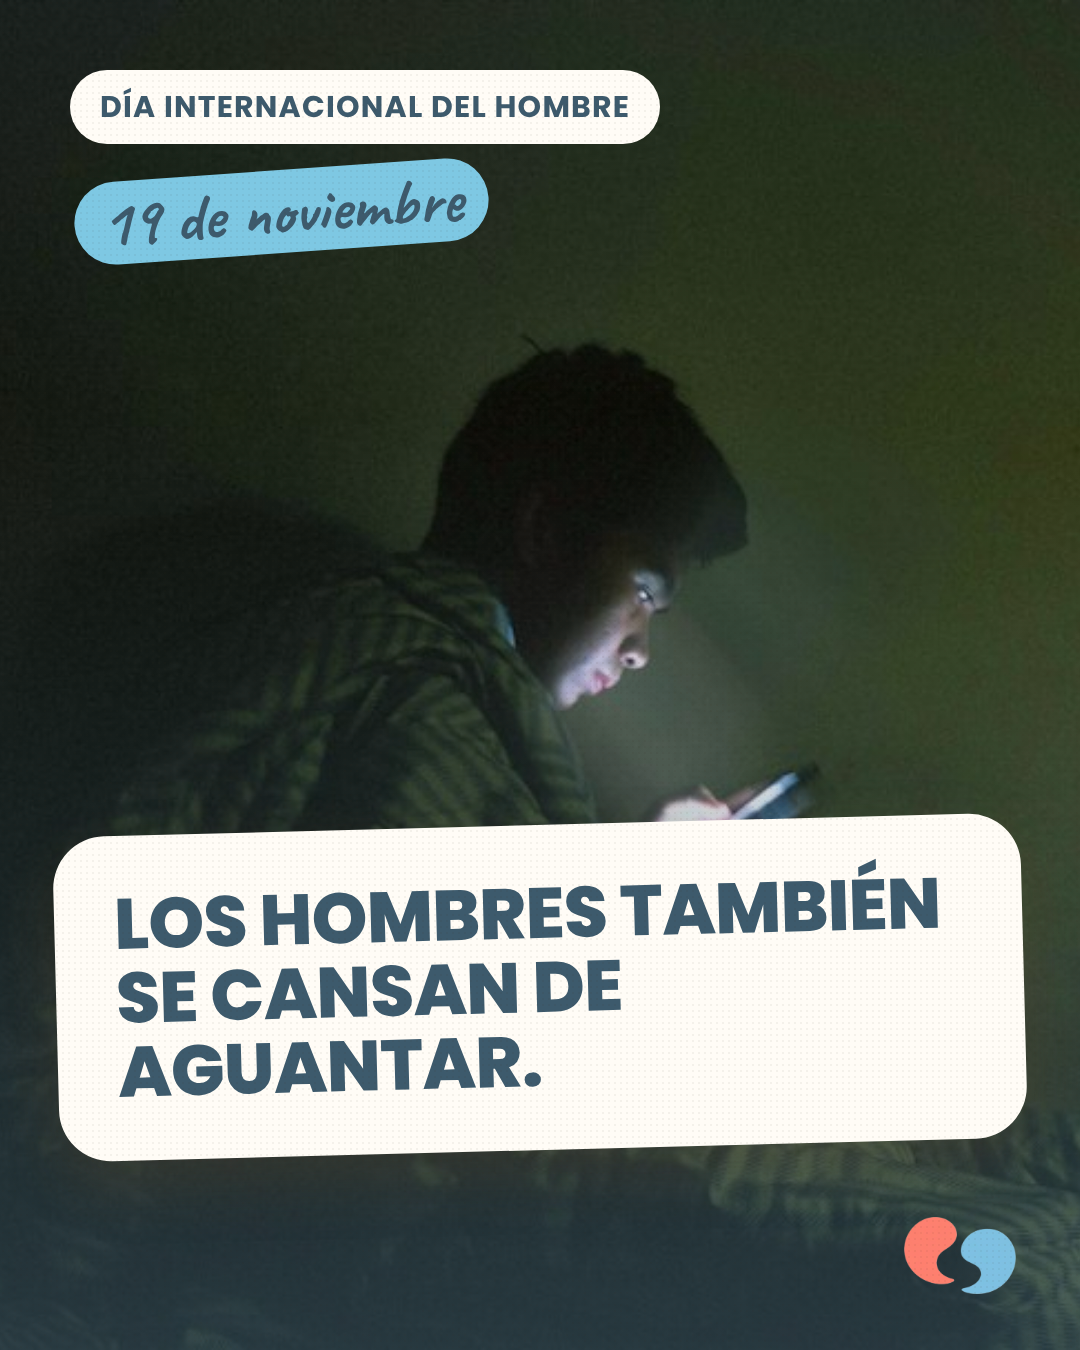 DÍA INTERNACIONAL DEL HOMBRE
19 de noviembre
LOS HOMBRES TAMBIÉN
SE CANSAN DE
AGUANTAR.